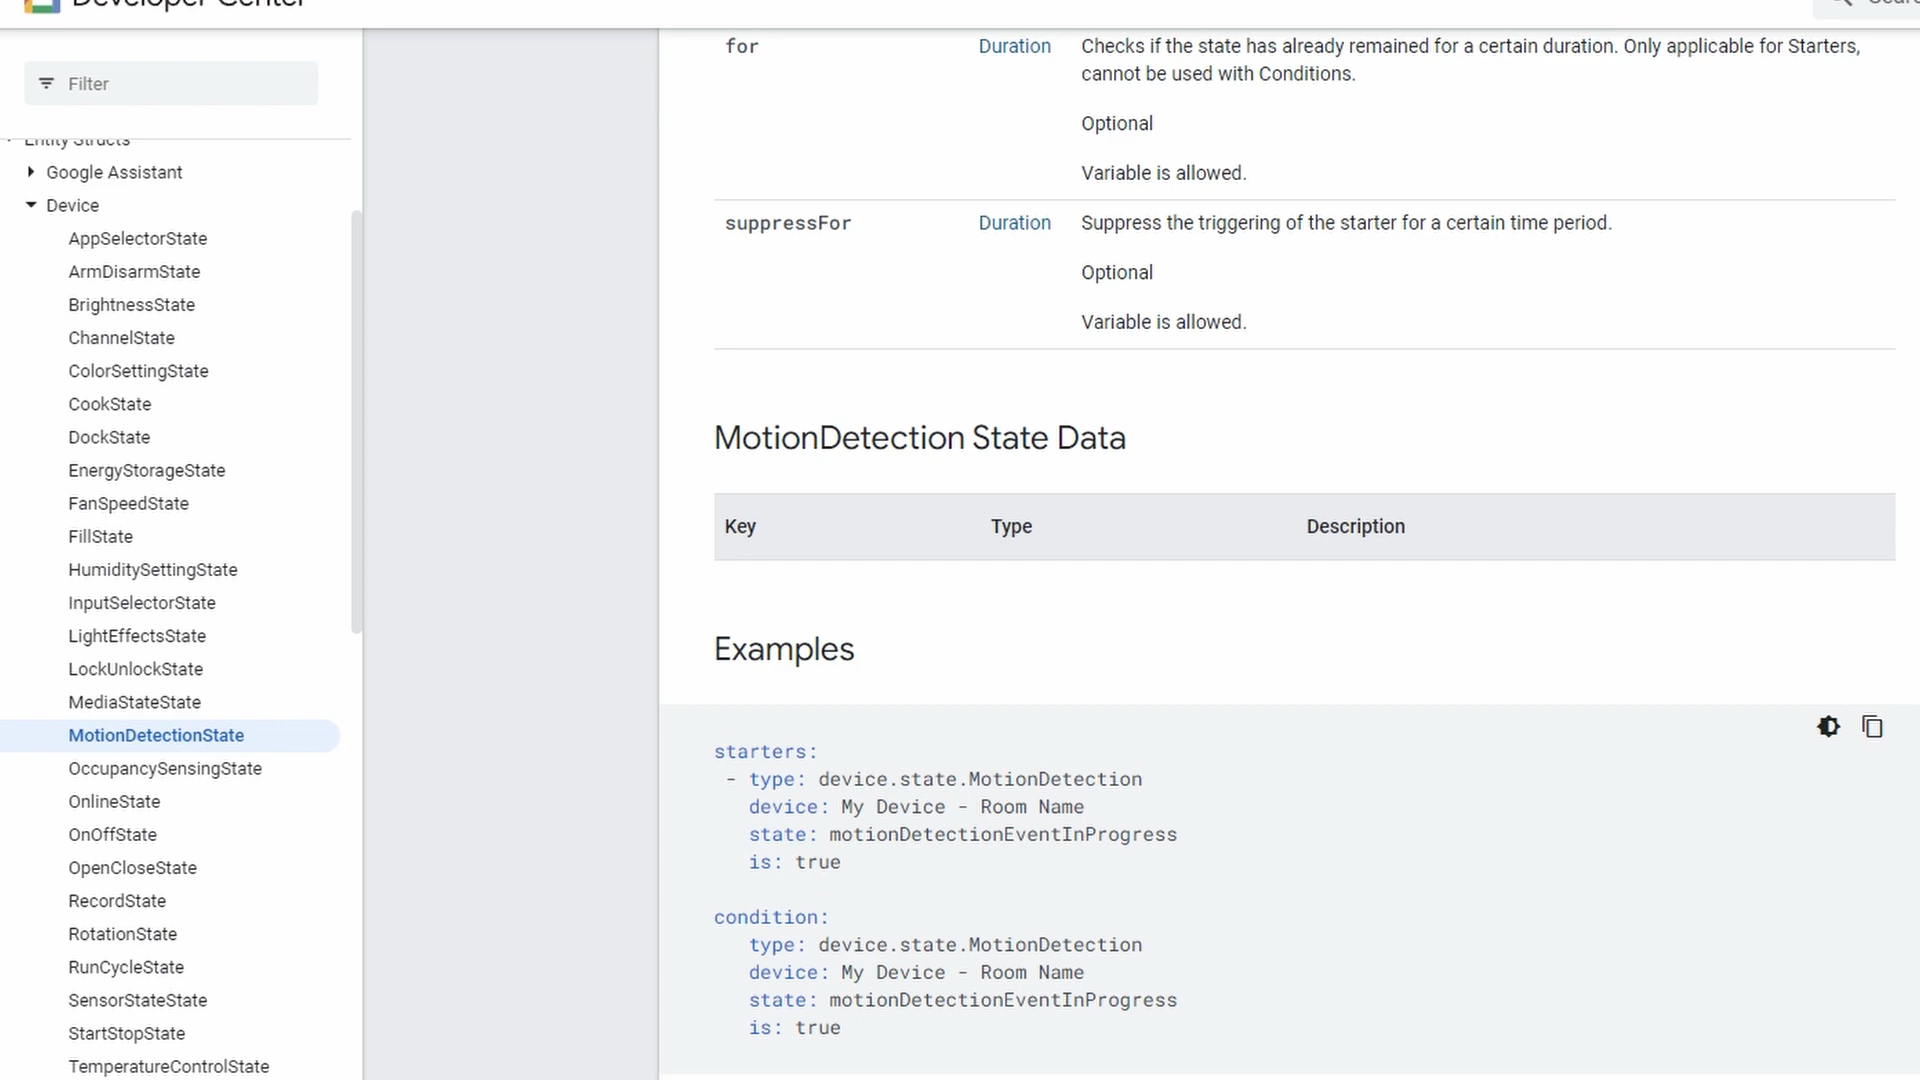 Developer Center
Filter
Entity Structs
Google Assistant
Device
AppSelectorState
ArmDisarmState
BrightnessState
ChannelState
ColorSettingState
CookState
DockState
EnergyStorageState
FanSpeedState
FillState
HumiditySettingState
InputSelectorState
LightEffectsState
LockUnlockState
MediaStateState
MotionDetectionState
OccupancySensingState
OnlineState
OnOffState
OpenCloseState
RecordState
RotationState
RunCycleState
SensorStateState
StartStopState
TemperatureControlState
for Duration Checks if the state has already remained for a certain duration. Only applicable for Starters,
cannot be used with Conditions.
Optional
Variable is allowed.
suppressFor Duration Suppress the triggering of the starter for a certain time period.
Optional
Variable is allowed.
MotionDetection State Data
Key Type Description
Examples
starters:
- type: device.state.MotionDetection
device: My Device - Room Name
state: motionDetectionEventInProgress
is: true
condition:
type: device.state.MotionDetection
device: My Device - Room Name
state: motionDetectionEventInProgress
is: true